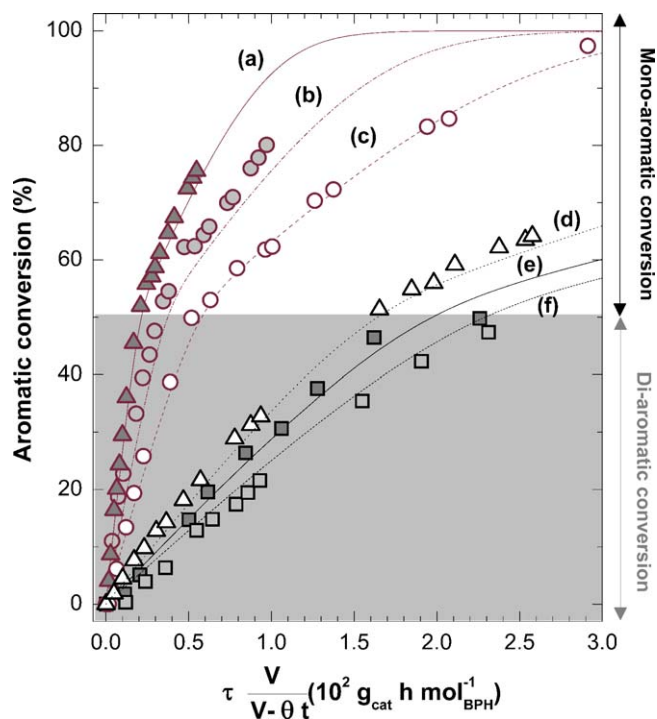 100
80
60
40
20
0
Aromatic conversion (%)
(a)
(b)
(c)
(d)
(e)
(f)
Mono-aromatic conversion
Di-aromatic conversion
0.0 0.5 1.0 1.5 2.0 2.5 3.0
τ V / V- θ t (10² g_cat h mol⁻¹_BPH)